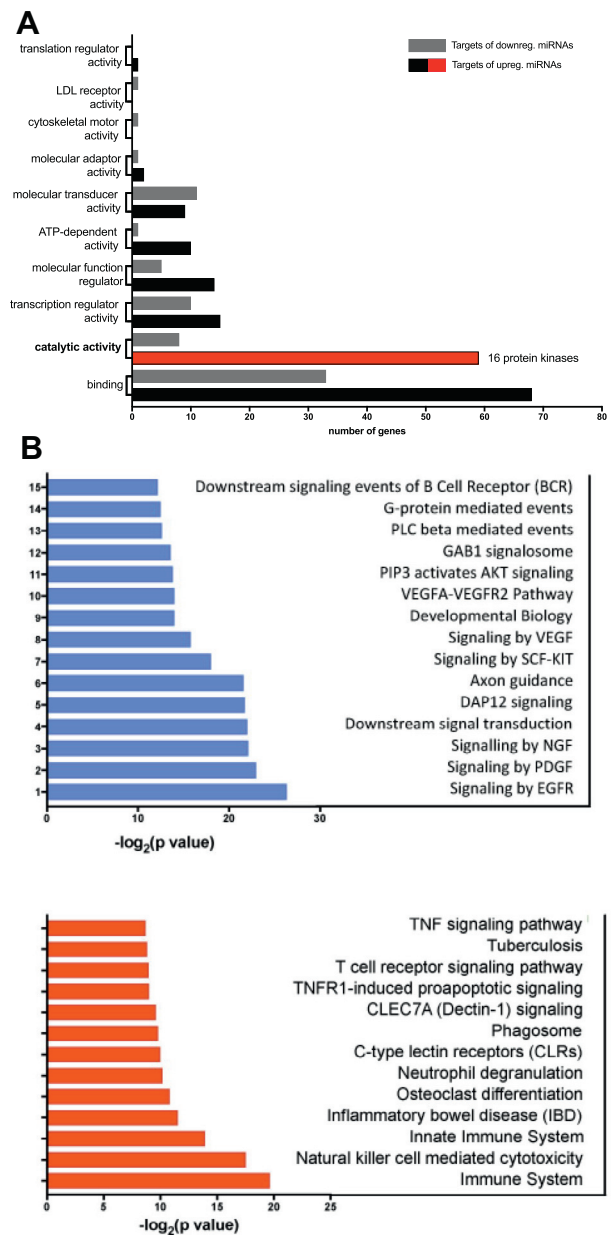 A
translation regulator
activity
LDL receptor
activity
cytoskeletal motor
activity
molecular adaptor
activity
molecular transducer
activity
ATP-dependent
activity
molecular function
regulator
transcription regulator
activity
catalytic activity
binding
Targets of downreg. miRNAs
Targets of upreg. miRNAs
16 protein kinases
0 10 20 30 40 50 60 70 80
number of genes
B
15 Downstream signaling events of B Cell Receptor (BCR)
14 G-protein mediated events
13 PLC beta mediated events
12 GAB1 signalosome
11 PIP3 activates AKT signaling
10 VEGFA-VEGFR2 Pathway
9 Developmental Biology
8 Signaling by VEGF
7 Signaling by SCF-KIT
6 Axon guidance
5 DAP12 signaling
4 Downstream signal transduction
3 Signalling by NGF
2 Signaling by PDGF
1 Signaling by EGFR
0 10 20 30
-log2(p value)
TNF signaling pathway
Tuberculosis
T cell receptor signaling pathway
TNFR1-induced proapoptotic signaling
CLEC7A (Dectin-1) signaling
Phagosome
C-type lectin receptors (CLRs)
Neutrophil degranulation
Osteoclast differentiation
Inflammatory bowel disease (IBD)
Innate Immune System
Natural killer cell mediated cytotoxicity
Immune System
0 5 10 15 20 25
-log2(p value)